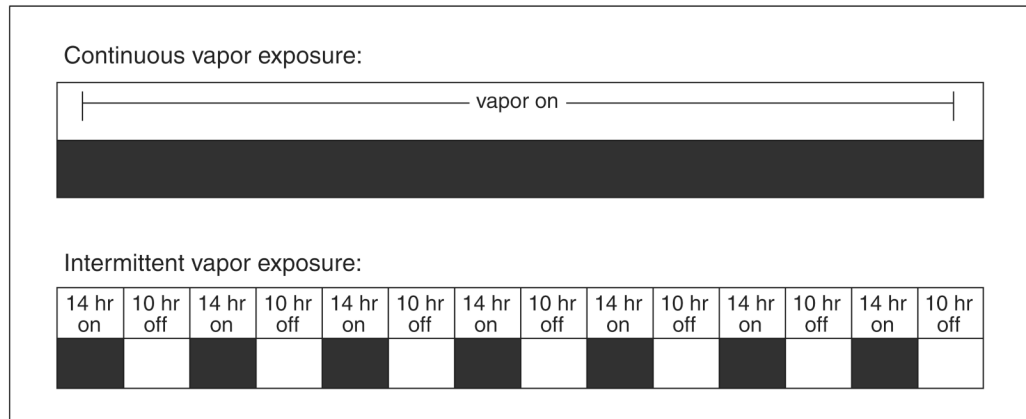 Continuous vapor exposure:
vapor on
Intermittent vapor exposure:
14 hr 10 hr 14 hr 10 hr 14 hr 10 hr 14 hr 10 hr 14 hr 10 hr 14 hr 10 hr 14 hr 10 hr
on off on off on off on off on off on off on off